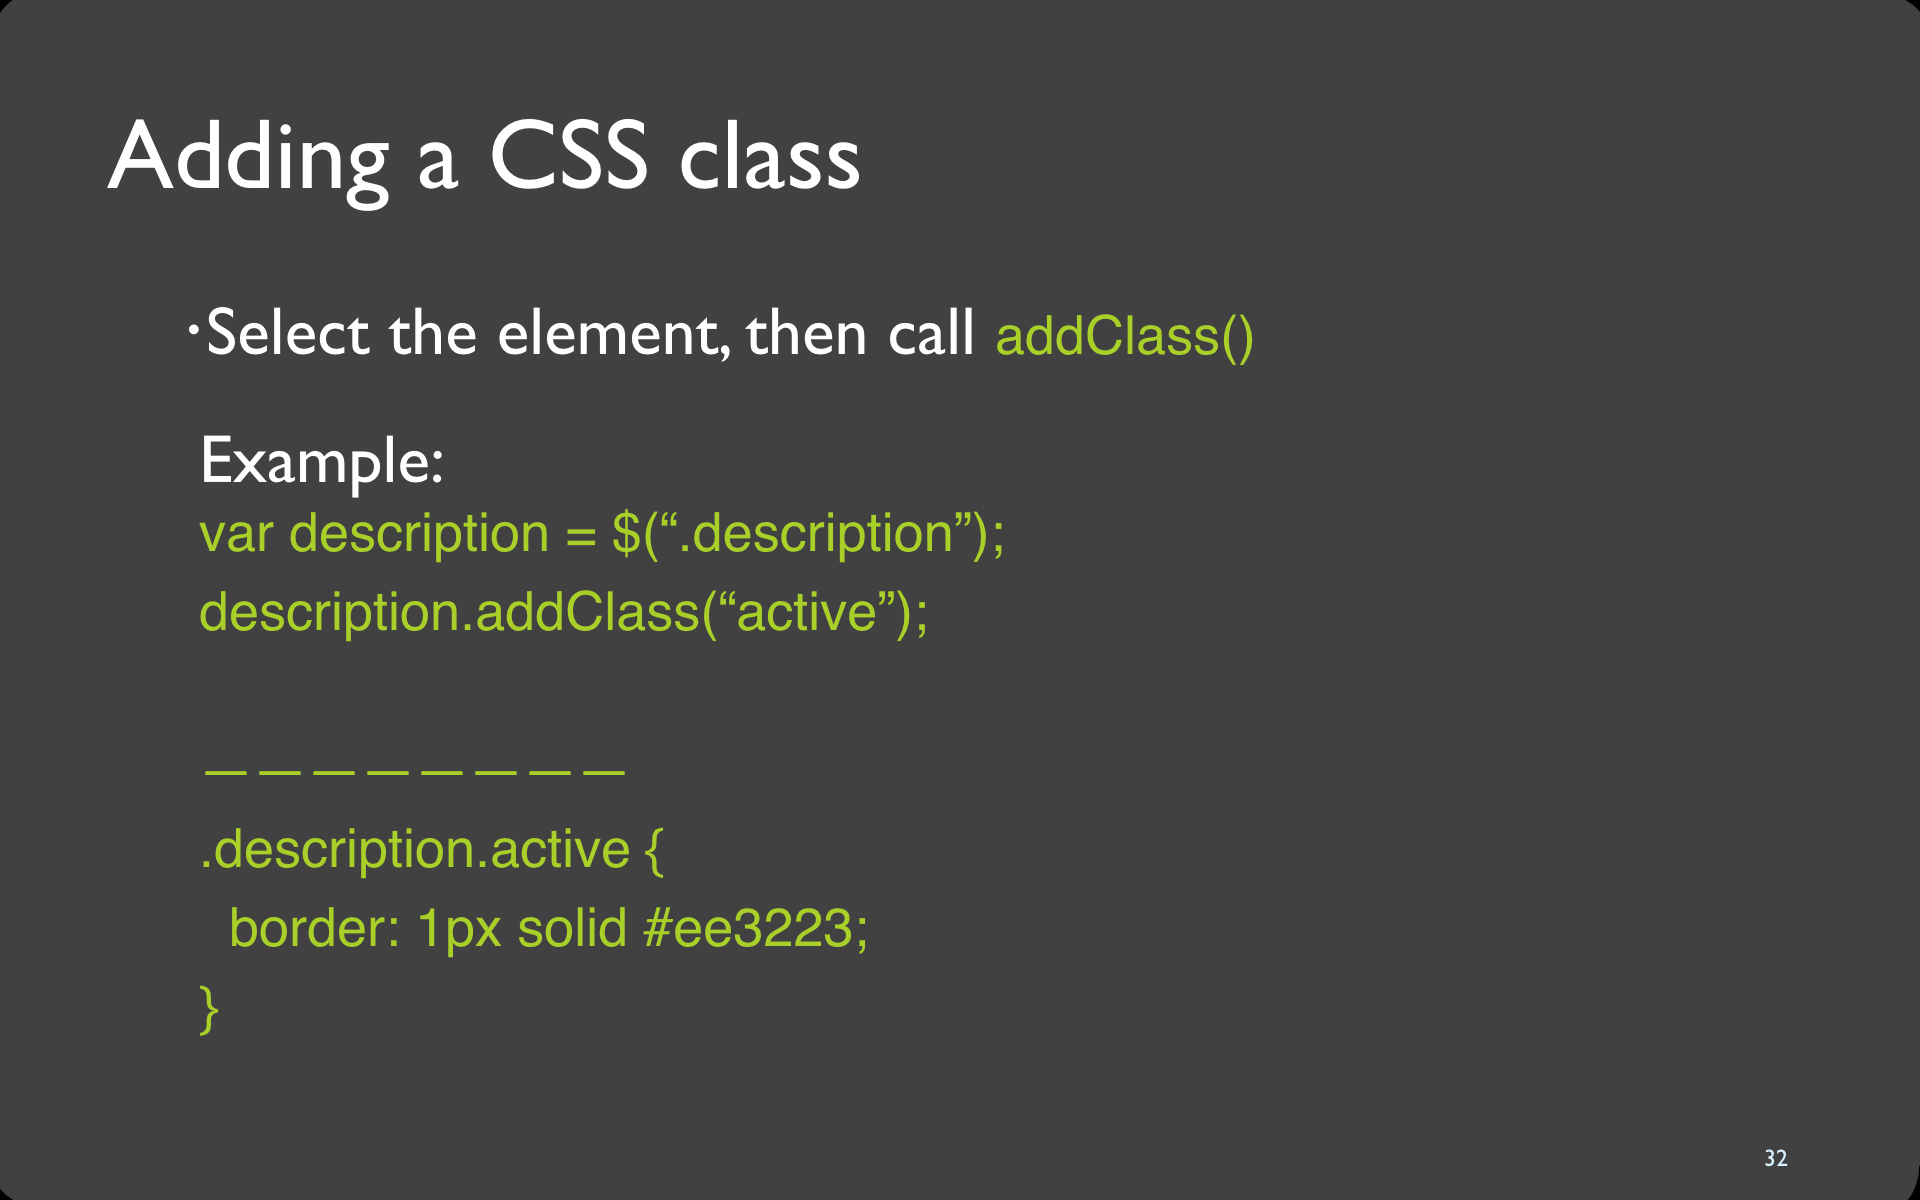 Adding a CSS class
•Select the element, then call addClass()
Example:
var description = $(“.description”);
description.addClass(“active”);
————————
.description.active {
  border: 1px solid #ee3223;
}
32